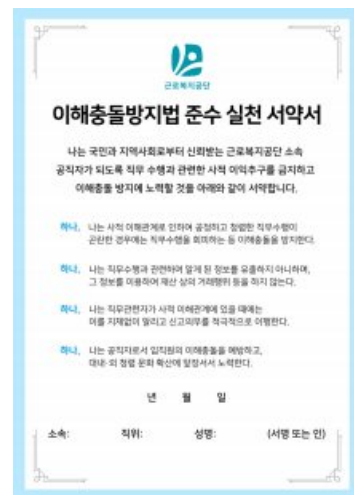 근로복지공단
이해충돌방지법 준수 실천 서약서
나는 국민과 지역사회로부터 신뢰받는 근로복지공단 소속
공직자가 되도록 직무 수행과 관련한 사적 이익추구를 금지하고
이해충돌 방지에 노력할 것을 아래와 같이 서약합니다.
하나, 나는 사적 이해관계로 인하여 공정하고 청렴한 직무수행이
곤란한 경우에는 직무수행을 회피하는 등 이해충돌을 방지한다.
하나, 나는 직무수행과 관련하여 알게 된 정보를 유출하지 아니하며,
그 정보를 이용하여 재산 상의 거래행위 등을 하지 않는다.
하나, 나는 직무관련자가 사적 이해관계에 있을 때에는
이를 지체없이 알리고 신고의무를 적극적으로 이행한다.
하나, 나는 공직자로서 임직원의 이해충돌을 예방하고,
대내·외 청렴 문화 확산에 앞장서서 노력한다.
년 월 일
소속: 직위: 성명: (서명 또는 인)